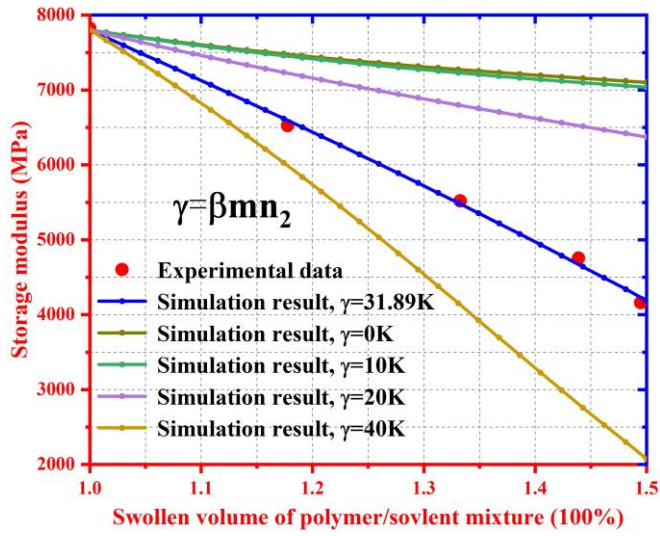 8000
7000
6000
5000
4000
3000
2000
Storage modulus (MPa)
γ=βmn₂
Experimental data
Simulation result, γ=31.89K
Simulation result, γ=0K
Simulation result, γ=10K
Simulation result, γ=20K
Simulation result, γ=40K
1.0 1.1 1.2 1.3 1.4 1.5
Swollen volume of polymer/sovlent mixture (100%)